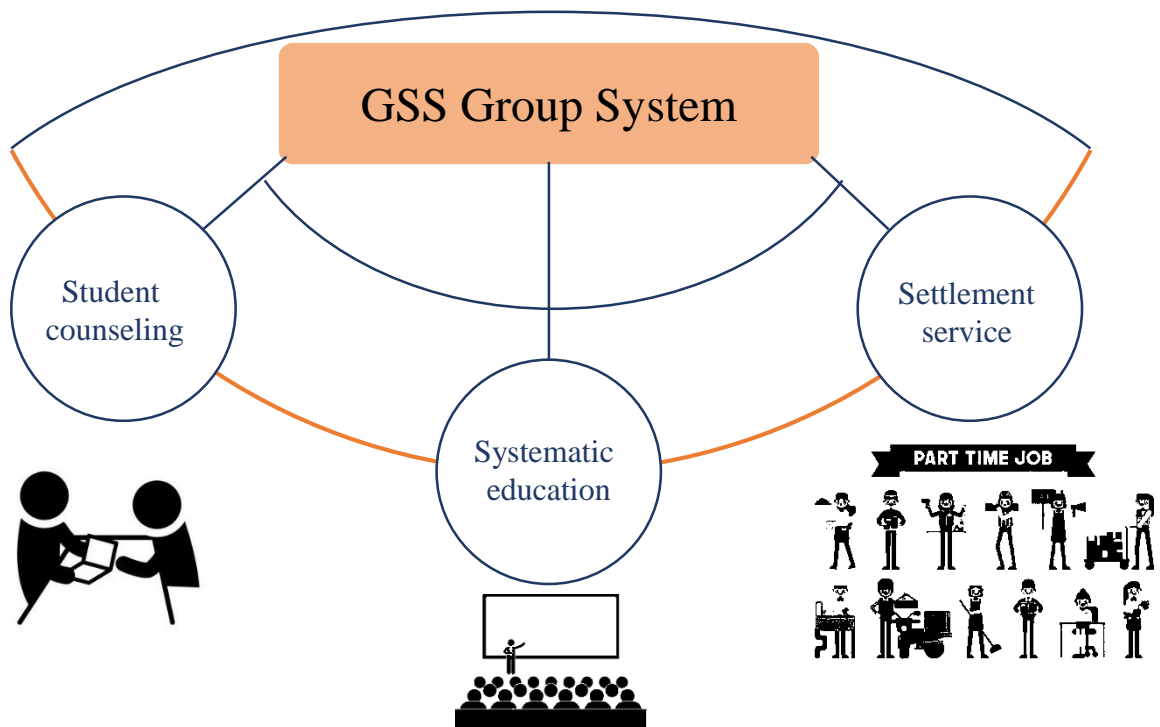 GSS Group System
Student
counseling
Settlement
service
Systematic
education
PART TIME JOB